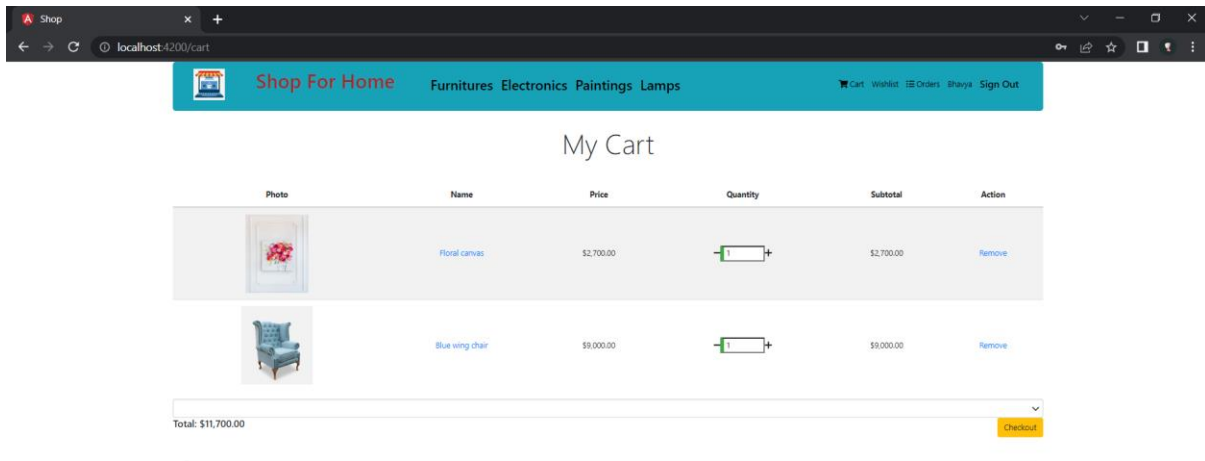 Shop
localhost:4200/cart
Shop For Home Furnitures Electronics Paintings Lamps Cart Wishlist Orders Bhavya Sign Out
My Cart
Photo Name Price Quantity Subtotal Action
Floral canvas $2,700.00 1 $2,700.00 Remove
Blue wing chair $9,000.00 1 $9,000.00 Remove
Total: $11,700.00 Checkout